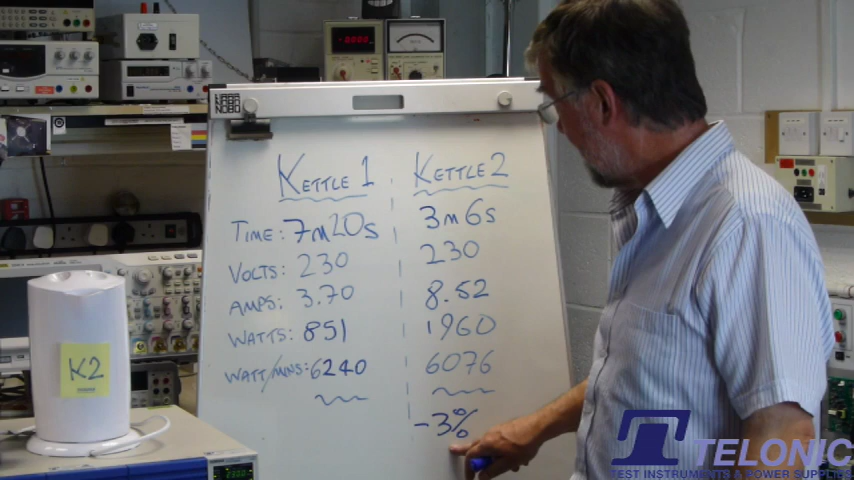 KETTLE 1 KETTLE 2
TIME: 7m20s 3m6s
VOLTS: 230 230
AMPS: 3.70 8.52
WATTS: 851 1960
WATT/MNS: 6240 6076
-3%
K2
TELONIC
TEST INSTRUMENTS & POWER SUPPLIES